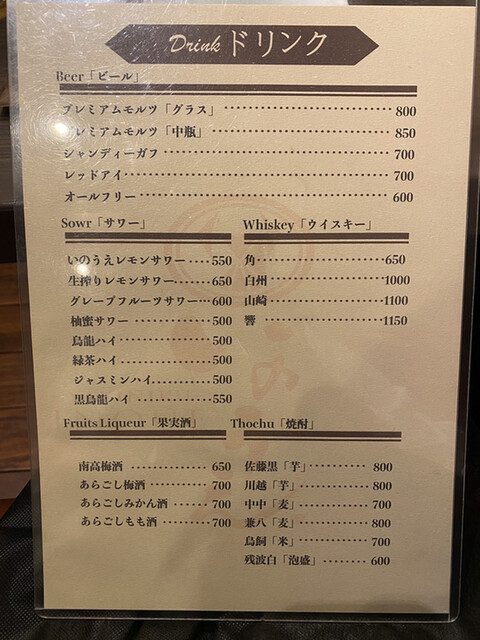 Drink ドリンク
Beer「ビール」
プレミアムモルツ「グラス」 800
プレミアムモルツ「中瓶」 850
シャンディーガフ 700
レッドアイ 700
オールフリー 600
Sowr「サワー」
いのうえレモンサワー 550
生搾りレモンサワー 650
グレープフルーツサワー 600
柚蜜サワー 500
烏龍ハイ 500
緑茶ハイ 500
ジャスミンハイ 500
黒烏龍ハイ 550
Whiskey「ウイスキー」
角 650
白州 1000
山崎 1100
響 1150
Fruits Liqueur「果実酒」
南高梅酒 650
あらごし梅酒 700
あらごしみかん酒 700
あらごしもも酒 700
Thochu「焼酎」
佐藤黒「芋」 800
川越「芋」 800
中中「麦」 700
兼八「麦」 800
鳥飼「米」 700
残波白「泡盛」 600